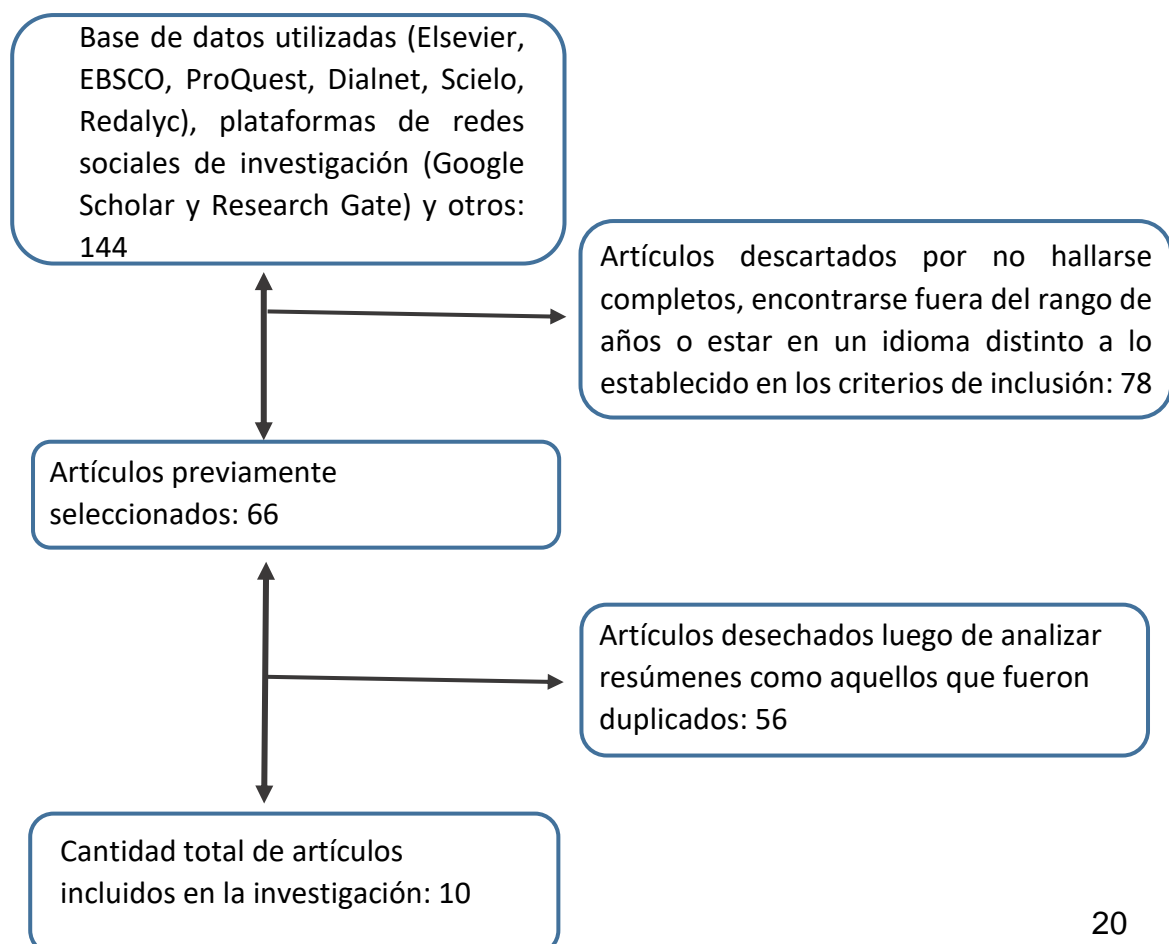 Base de datos utilizadas (Elsevier,
EBSCO, ProQuest, Dialnet, Scielo,
Redalyc), plataformas de redes
sociales de investigación (Google
Scholar y Research Gate) y otros:
144
Artículos descartados por no hallarse
completos, encontrarse fuera del rango de
años o estar en un idioma distinto a lo
establecido en los criterios de inclusión: 78
Artículos previamente
seleccionados: 66
Artículos desechados luego de analizar
resúmenes como aquellos que fueron
duplicados: 56
Cantidad total de artículos
incluidos en la investigación: 10
20